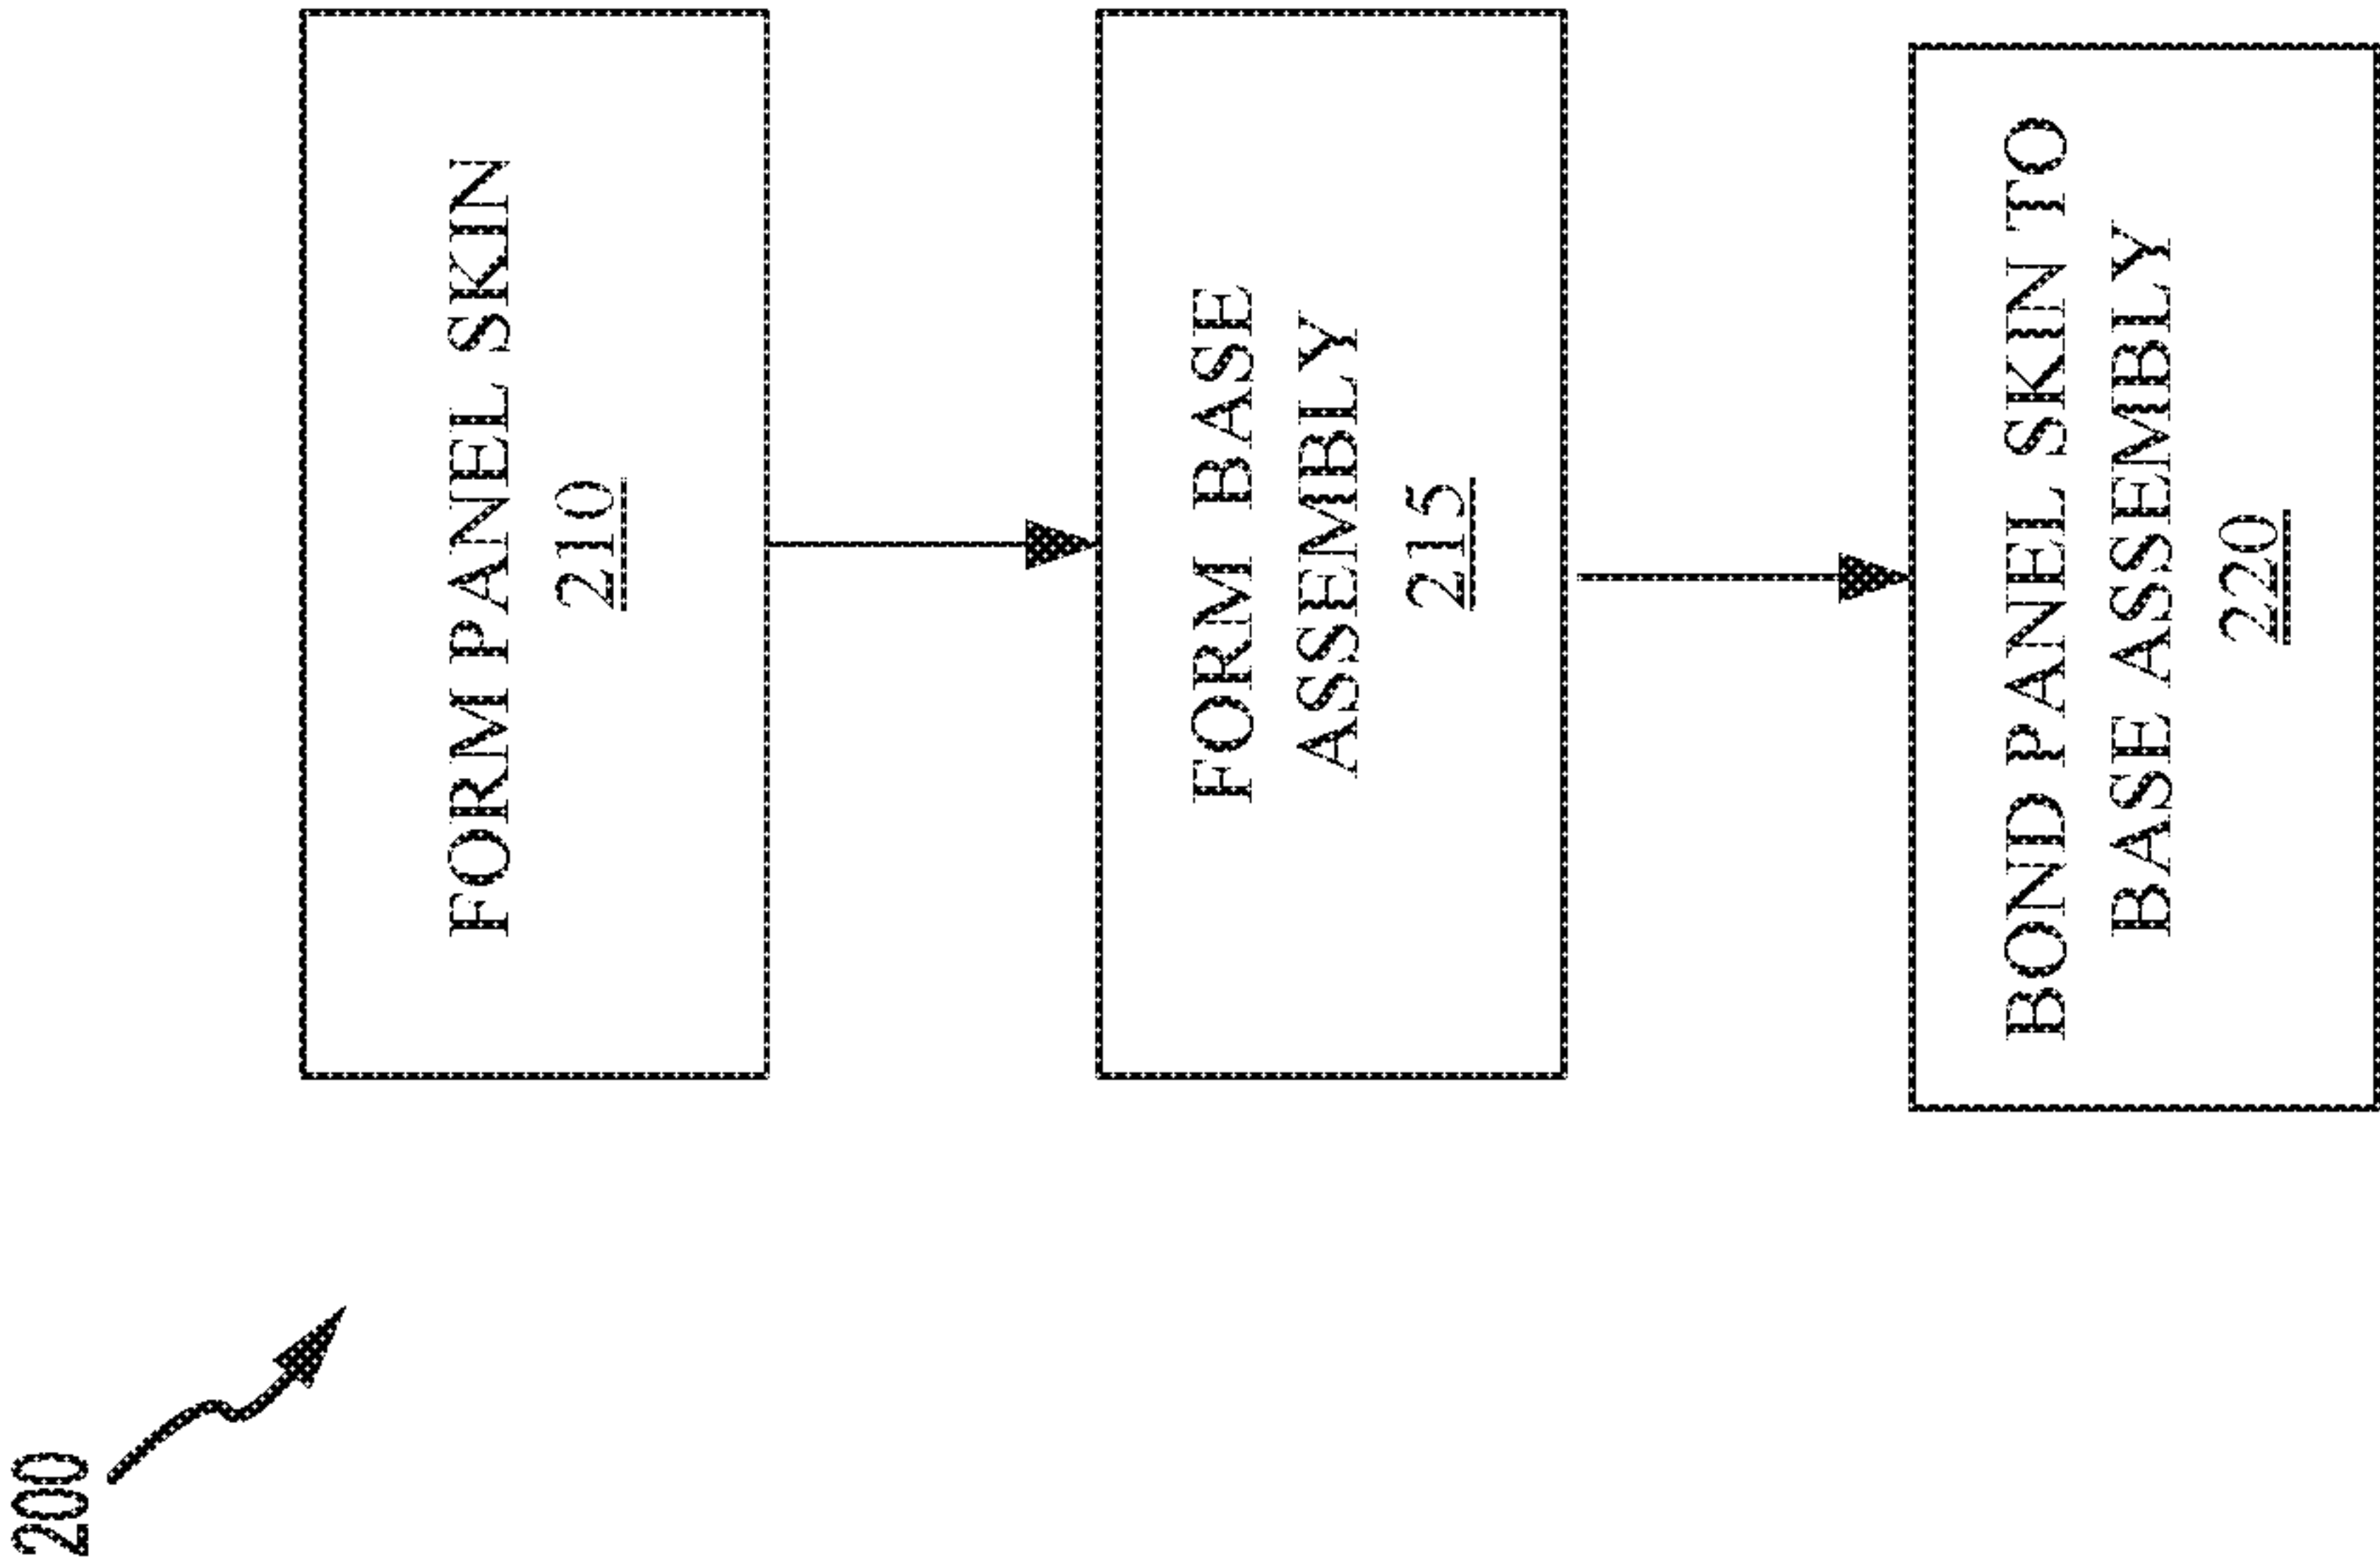 200
FORM PANEL SKIN
210
FORM BASE
ASSEMBLY
215
BOND PANEL SKIN TO
BASE ASSEMBLY
220